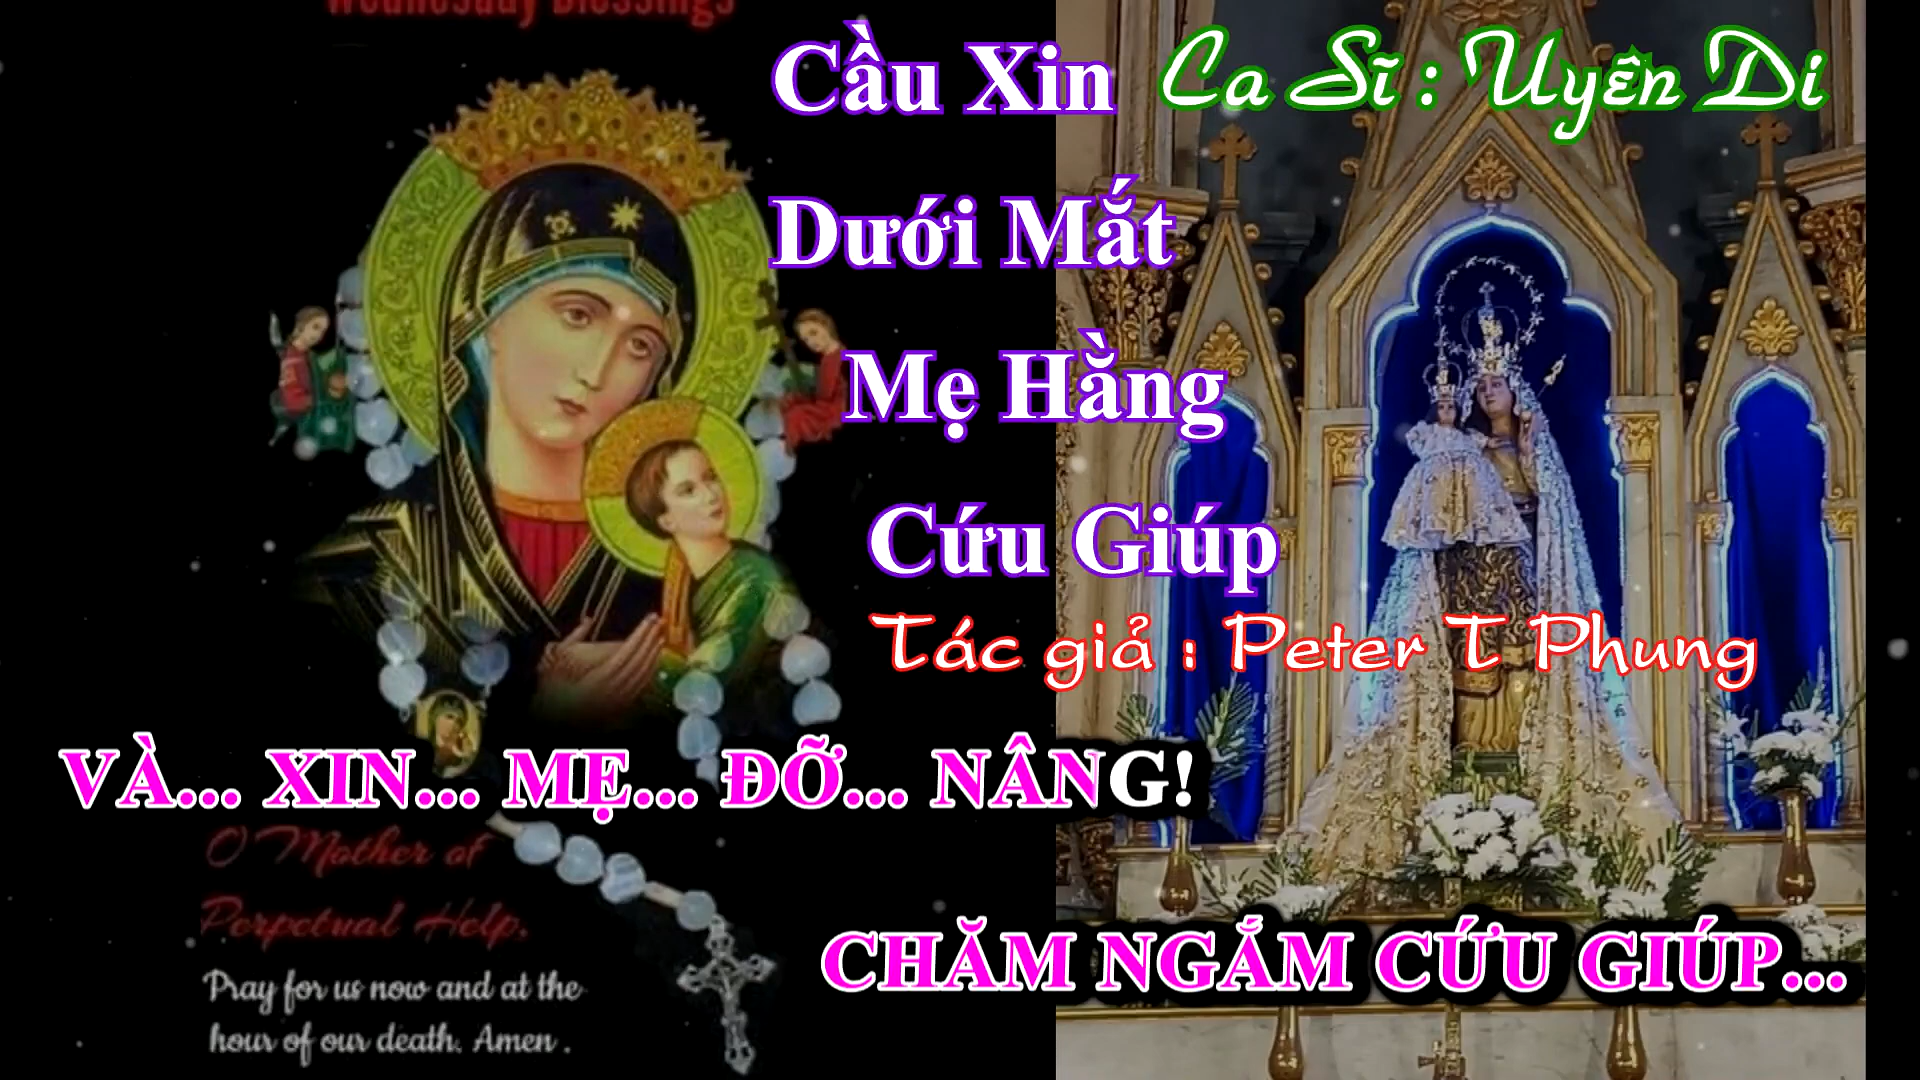 Wednesday Blessings
Cầu Xin
Ca Sĩ : Uyên Di
Dưới Mắt
Mẹ Hằng
Cứu Giúp
Tác giả : Peter T Phung
VÀ... XIN... MẸ... ĐỠ... NÂNG!
O Mother of
Perpetual Help.
CHĂM NGẮM CỨU GIÚP...
Pray for us now and at the
hour of our death. Amen .